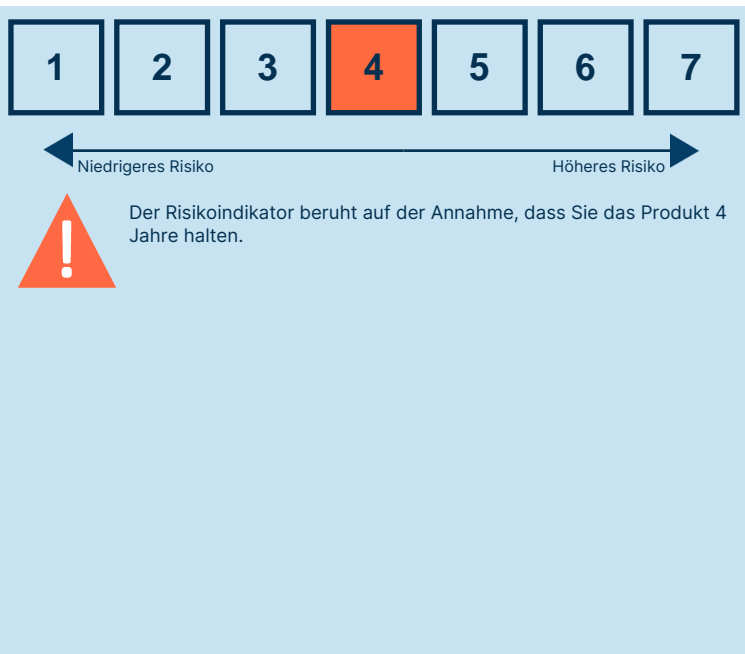 1 2 3 4 5 6 7
Niedrigeres Risiko Höheres Risiko
Der Risikoindikator beruht auf der Annahme, dass Sie das Produkt 4
Jahre halten.